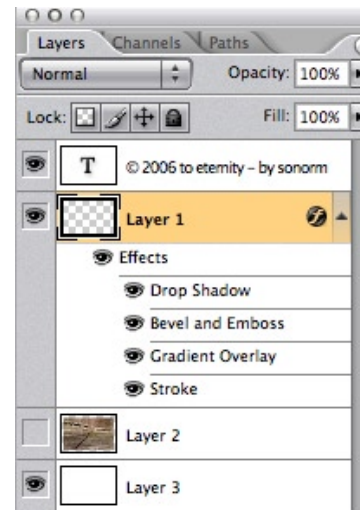 Layers Channels Paths
Normal Opacity: 100%
Lock: Fill: 100%
T © 2006 to eternity – by sonorm
Layer 1
Effects
Drop Shadow
Bevel and Emboss
Gradient Overlay
Stroke
Layer 2
Layer 3